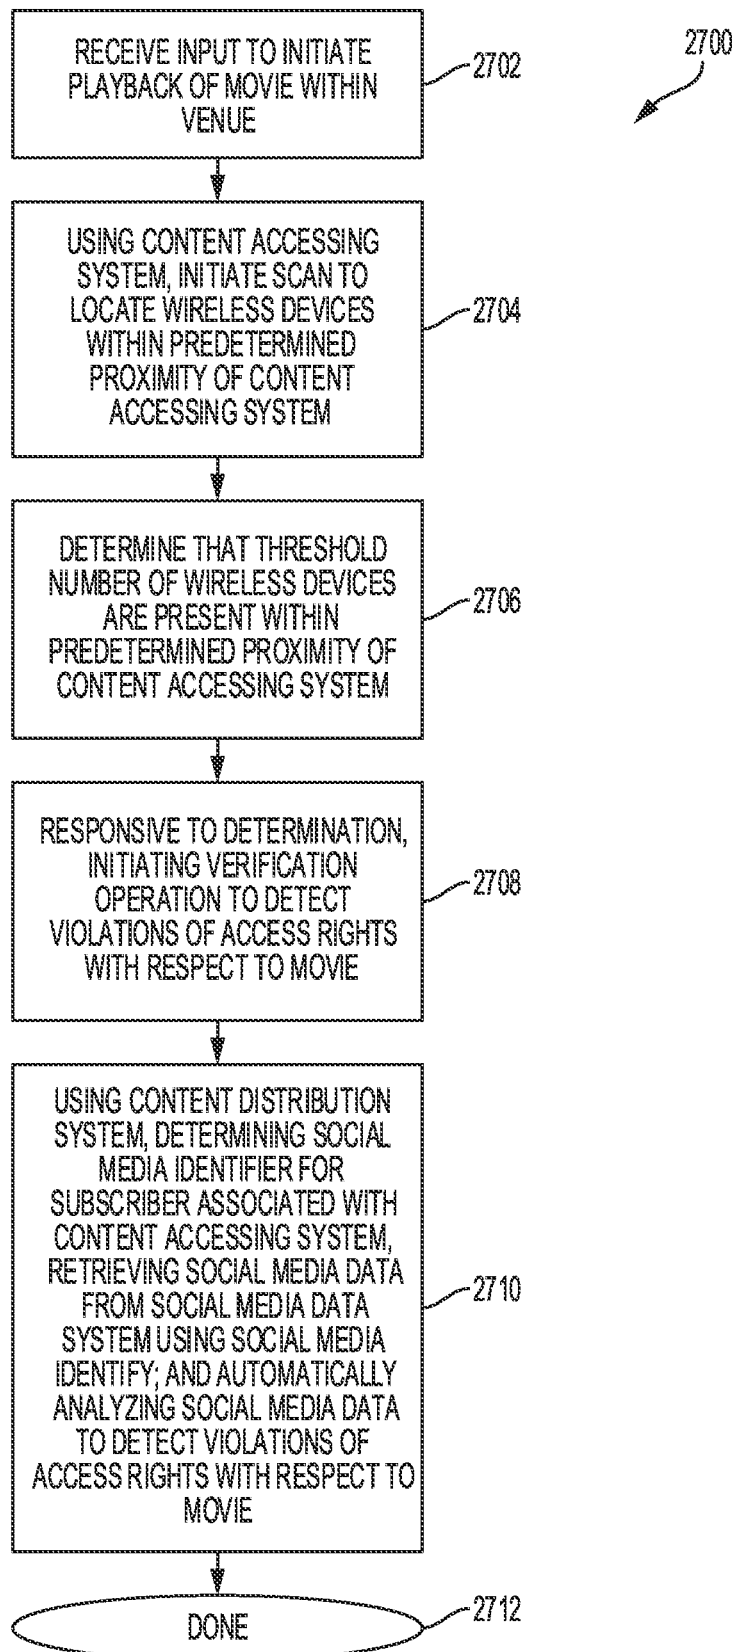 RECEIVE INPUT TO INITIATE
PLAYBACK OF MOVIE WITHIN
VENUE
2702
2700
USING CONTENT ACCESSING
SYSTEM, INITIATE SCAN TO
LOCATE WIRELESS DEVICES
WITHIN PREDETERMINED
PROXIMITY OF CONTENT
ACCESSING SYSTEM
2704
DETERMINE THAT THRESHOLD
NUMBER OF WIRELESS DEVICES
ARE PRESENT WITHIN
PREDETERMINED PROXIMITY OF
CONTENT ACCESSING SYSTEM
2706
RESPONSIVE TO DETERMINATION,
INITIATING VERIFICATION
OPERATION TO DETECT
VIOLATIONS OF ACCESS RIGHTS
WITH RESPECT TO MOVIE
2708
USING CONTENT DISTRIBUTION
SYSTEM, DETERMINING SOCIAL
MEDIA IDENTIFIER FOR
SUBSCRIBER ASSOCIATED WITH
CONTENT ACCESSING SYSTEM,
RETRIEVING SOCIAL MEDIA DATA
FROM SOCIAL MEDIA DATA
SYSTEM USING SOCIAL MEDIA
IDENTIFY; AND AUTOMATICALLY
ANALYZING SOCIAL MEDIA DATA
TO DETECT VIOLATIONS OF
ACCESS RIGHTS WITH RESPECT TO
MOVIE
2710
DONE
2712